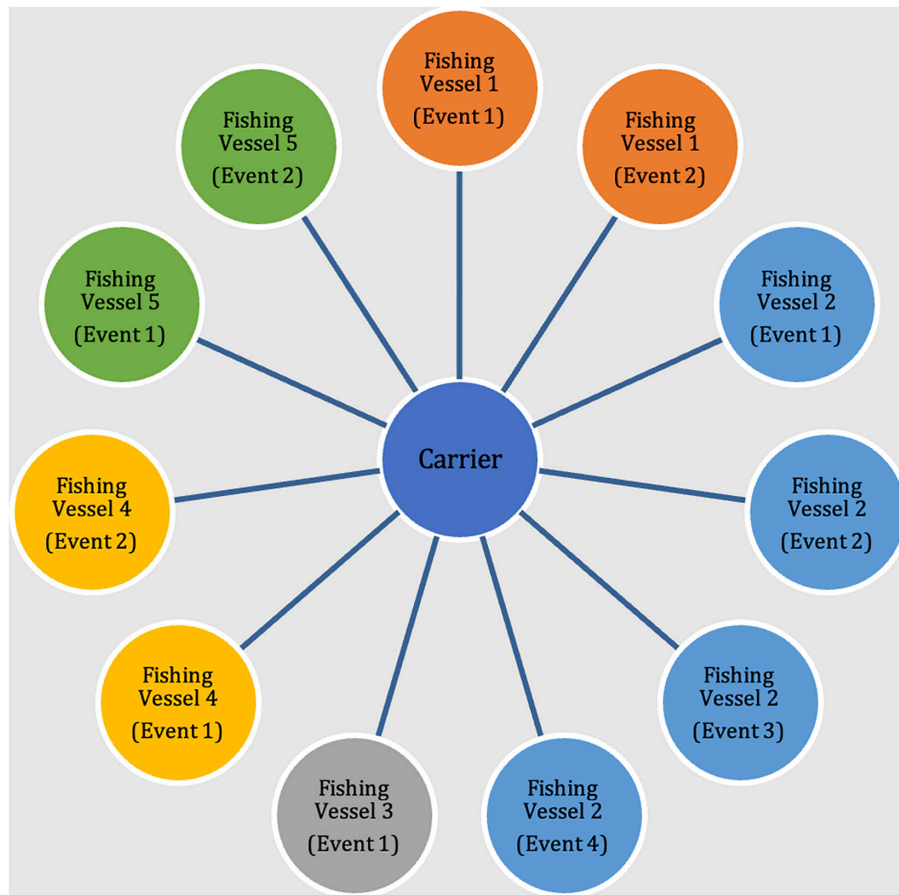 Fishing
Vessel 1
(Event 1)
Fishing
Vessel 1
(Event 2)
Fishing
Vessel 2
(Event 1)
Fishing
Vessel 2
(Event 2)
Fishing
Vessel 2
(Event 3)
Fishing
Vessel 2
(Event 4)
Fishing
Vessel 3
(Event 1)
Fishing
Vessel 4
(Event 1)
Fishing
Vessel 4
(Event 2)
Fishing
Vessel 5
(Event 1)
Fishing
Vessel 5
(Event 2)
Carrier